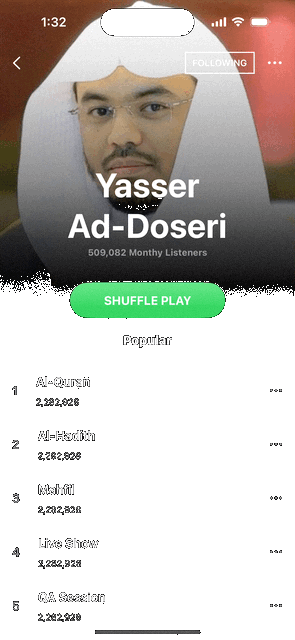 1:32
FOLLOWING
Yasser
Ad-Doseri
509,082 Monthy Listeners
SHUFFLE PLAY
Popular
1
Al-Quran
2,282,926
2
Al-Hadith
2,282,926
3
Mahfil
2,282,926
4
Live Show
2,282,926
5
QA Session
2,282,926